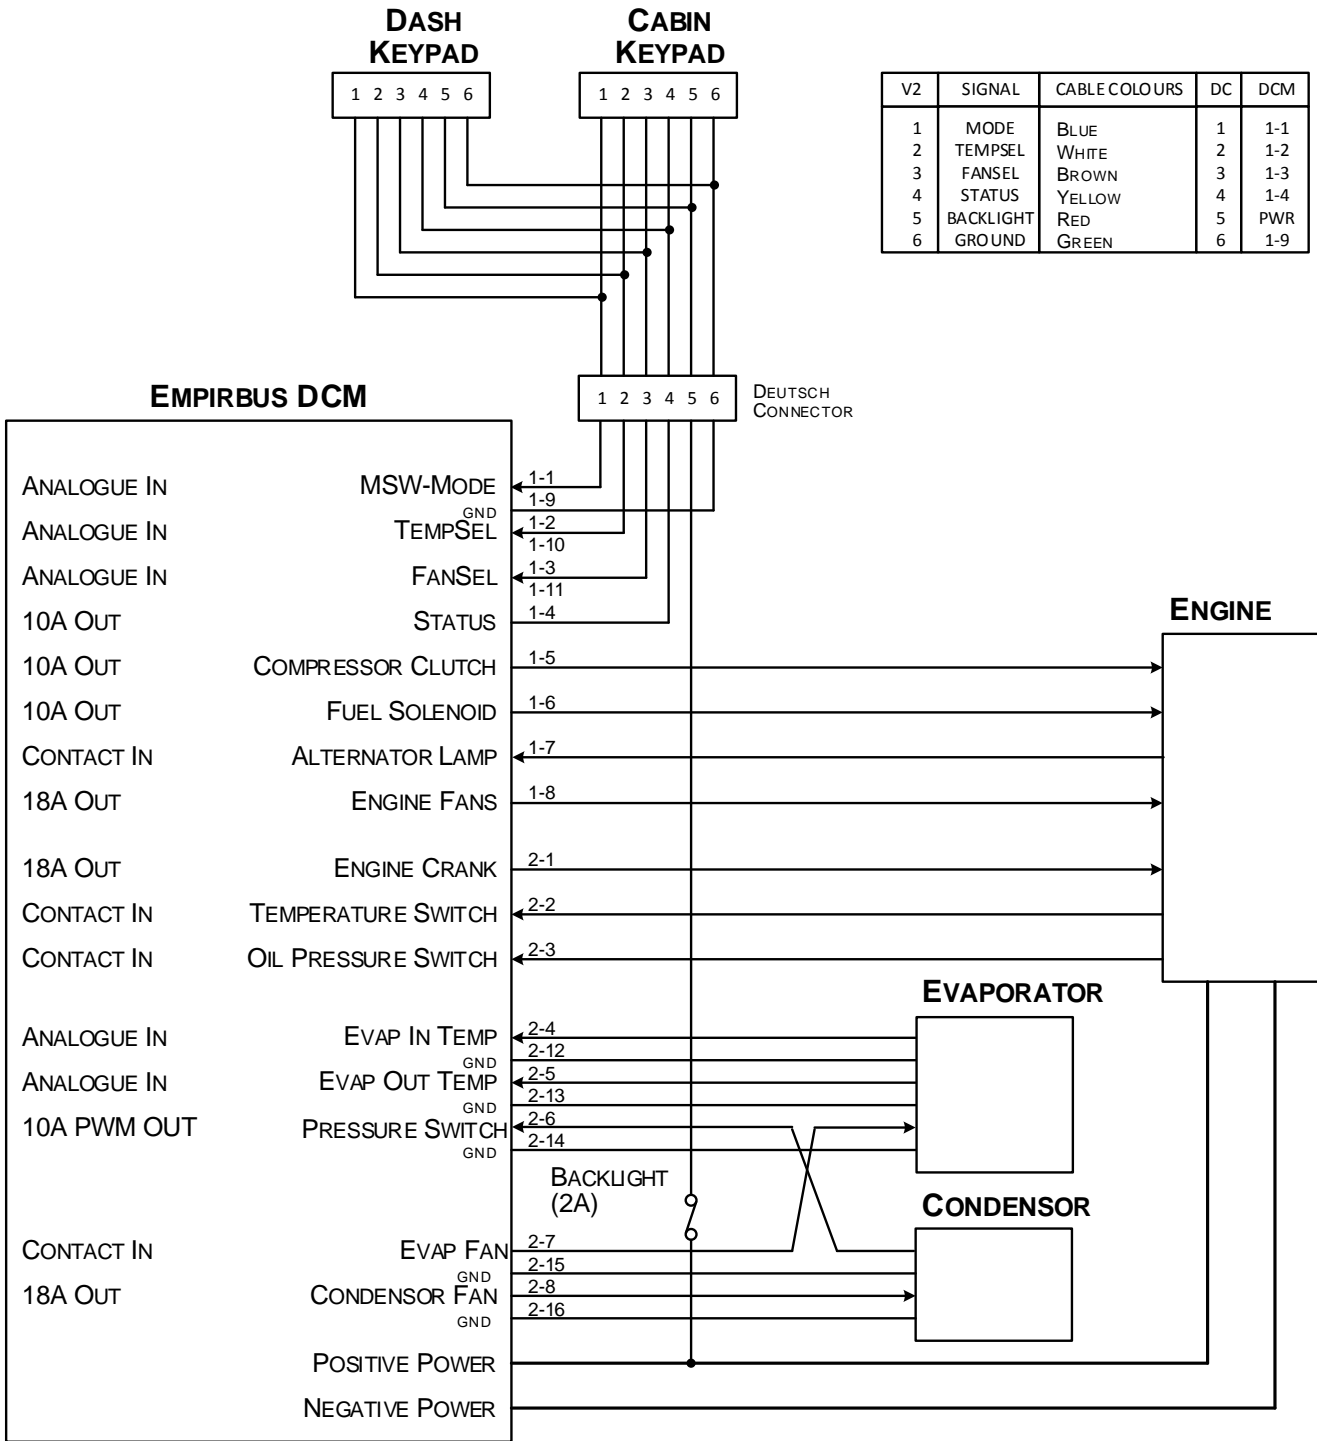 DASH
KEYPAD
CABIN
KEYPAD
1 2 3 4 5 6
1 2 3 4 5 6
V2 SIGNAL CABLE COLOURS DC DCM
1 MODE BLUE 1 1-1
2 TEMPSEL WHITE 2 1-2
3 FANSEL BROWN 3 1-3
4 STATUS YELLOW 4 1-4
5 BACKLIGHT RED 5 PWR
6 GROUND GREEN 6 1-9
1 2 3 4 5 6
DEUTSCH
CONNECTOR
EMPIRBUS DCM
ANALOGUE IN MSW-MODE 1-1
GND 1-9
ANALOGUE IN TEMPSEL 1-2
1-10
ANALOGUE IN FANSEL 1-3
1-11
10A OUT STATUS 1-4
ENGINE
10A OUT COMPRESSOR CLUTCH 1-5
10A OUT FUEL SOLENOID 1-6
CONTACT IN ALTERNATOR LAMP 1-7
18A OUT ENGINE FANS 1-8
18A OUT ENGINE CRANK 2-1
CONTACT IN TEMPERATURE SWITCH 2-2
CONTACT IN OIL PRESSURE SWITCH 2-3
EVAPORATOR
ANALOGUE IN EVAP IN TEMP 2-4
GND 2-12
ANALOGUE IN EVAP OUT TEMP 2-5
GND 2-13
10A PWM OUT PRESSURE SWITCH 2-6
GND 2-14
BACKLIGHT
(2A)
CONDENSOR
CONTACT IN EVAP FAN 2-7
GND 2-15
18A OUT CONDENSOR FAN 2-8
GND 2-16
POSITIVE POWER
NEGATIVE POWER